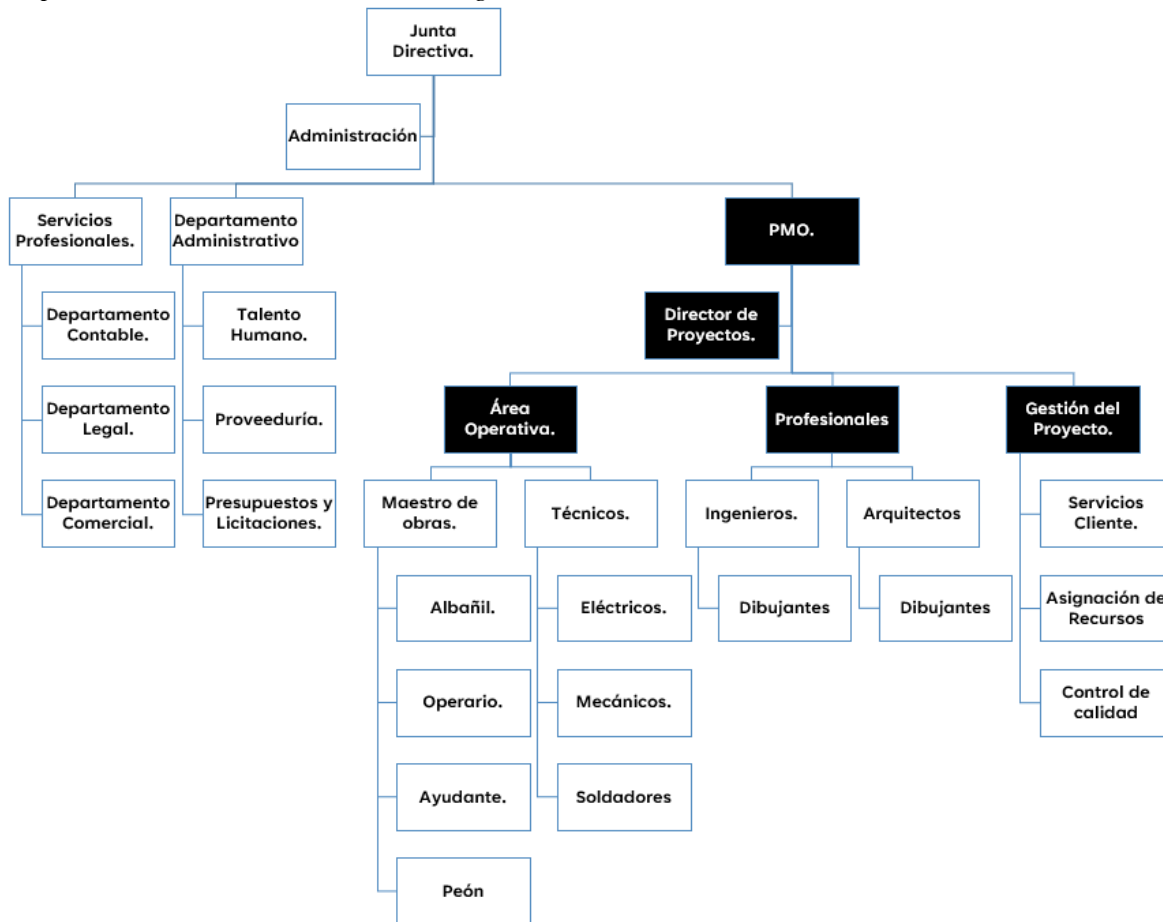 Junta
Directiva.
Administración
Servicios
Profesionales.
Departamento
Administrativo
PMO.
Departamento
Contable.
Talento
Humano.
Director de
Proyectos.
Departamento
Legal.
Proveeduría.
Área
Operativa.
Profesionales
Gestión del
Proyecto.
Departamento
Comercial.
Presupuestos y
Licitaciones.
Maestro de
obras.
Técnicos.
Ingenieros.
Arquitectos
Servicios
Cliente.
Albañil.
Eléctricos.
Dibujantes
Dibujantes
Asignación de
Recursos
Operario.
Mecánicos.
Control de
calidad
Ayudante.
Soldadores
Peón